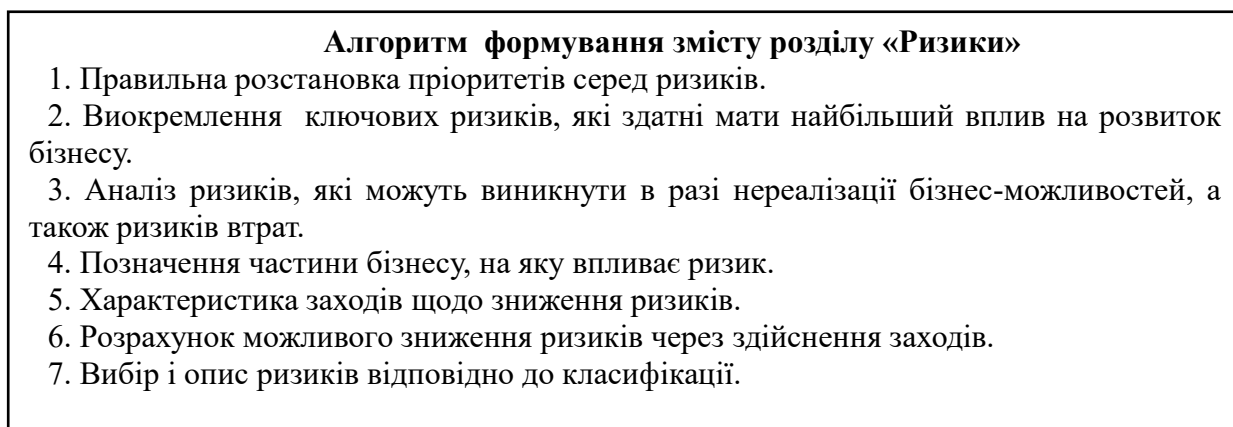 Алгоритм формування змісту розділу «Ризики»
1. Правильна розстановка пріоритетів серед ризиків.
2. Виокремлення ключових ризиків, які здатні мати найбільший вплив на розвиток
бізнесу.
3. Аналіз ризиків, які можуть виникнути в разі нереалізації бізнес-можливостей, а
також ризиків втрат.
4. Позначення частини бізнесу, на яку впливає ризик.
5. Характеристика заходів щодо зниження ризиків.
6. Розрахунок можливого зниження ризиків через здійснення заходів.
7. Вибір і опис ризиків відповідно до класифікації.